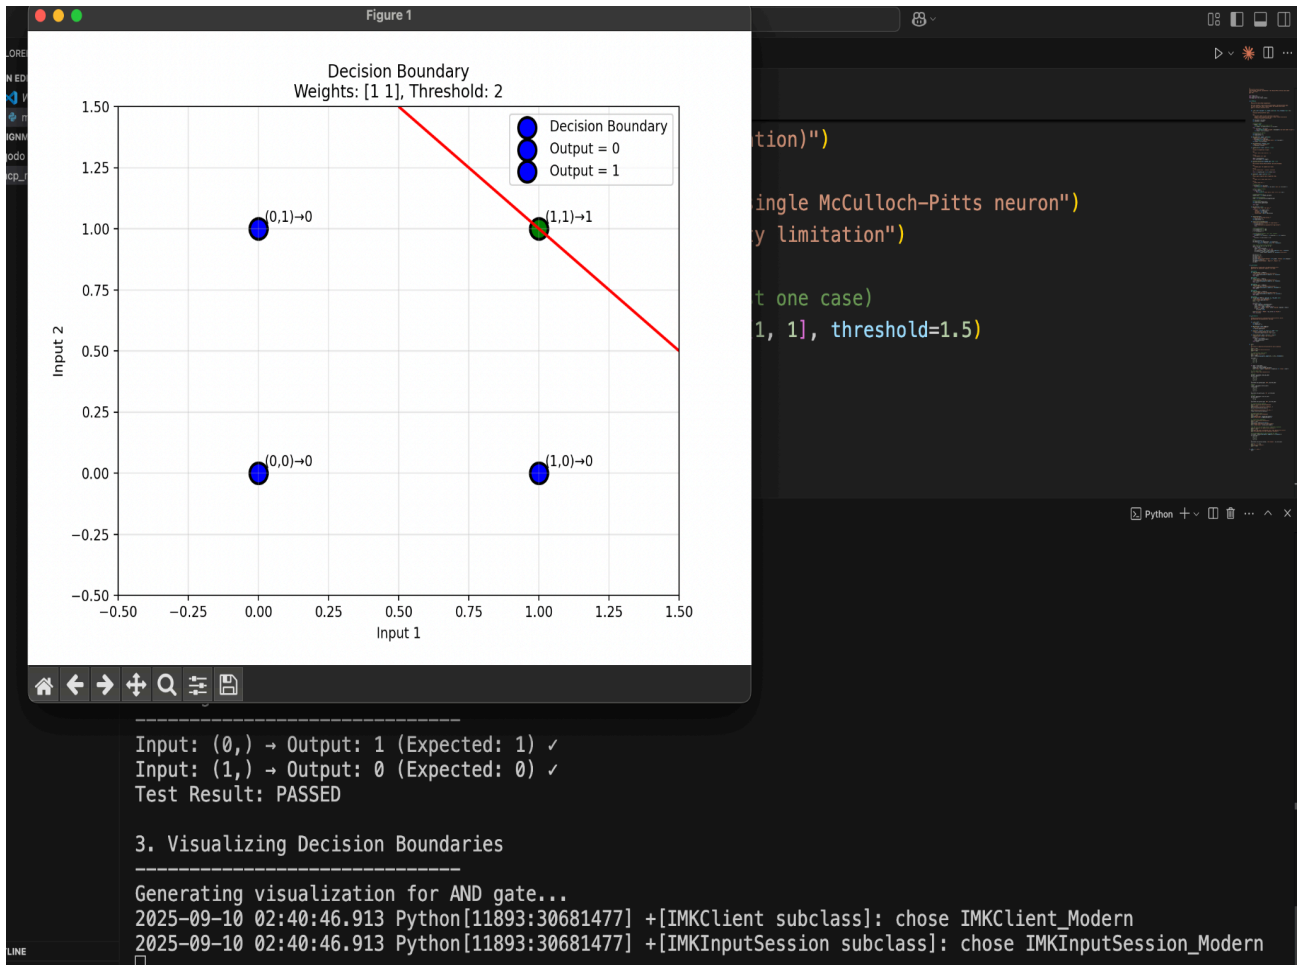 Figure 1
Decision Boundary
Weights: [1 1], Threshold: 2
1.50
1.25
1.00
0.75
0.50
0.25
0.00
−0.25
−0.50
Input 2
Decision Boundary
Output = 0
Output = 1
(0,1)→0
(1,1)→1
(0,0)→0
(1,0)→0
−0.50
−0.25
0.00
0.25
0.50
0.75
1.00
1.25
1.50
Input 1
tion)")
ingle McCulloch-Pitts neuron")
y limitation")
t one case)
1, 1], threshold=1.5)
Python
------------------------------
Input: (0,) → Output: 1 (Expected: 1) ✓
Input: (1,) → Output: 0 (Expected: 0) ✓
Test Result: PASSED
3. Visualizing Decision Boundaries
------------------------------
Generating visualization for AND gate...
2025-09-10 02:40:46.913 Python[11893:30681477] +[IMKClient subclass]: chose IMKClient_Modern
2025-09-10 02:40:46.943 Python[11893:30681477] +[IMKInputSession subclass]: chose IMKInputSession_Modern